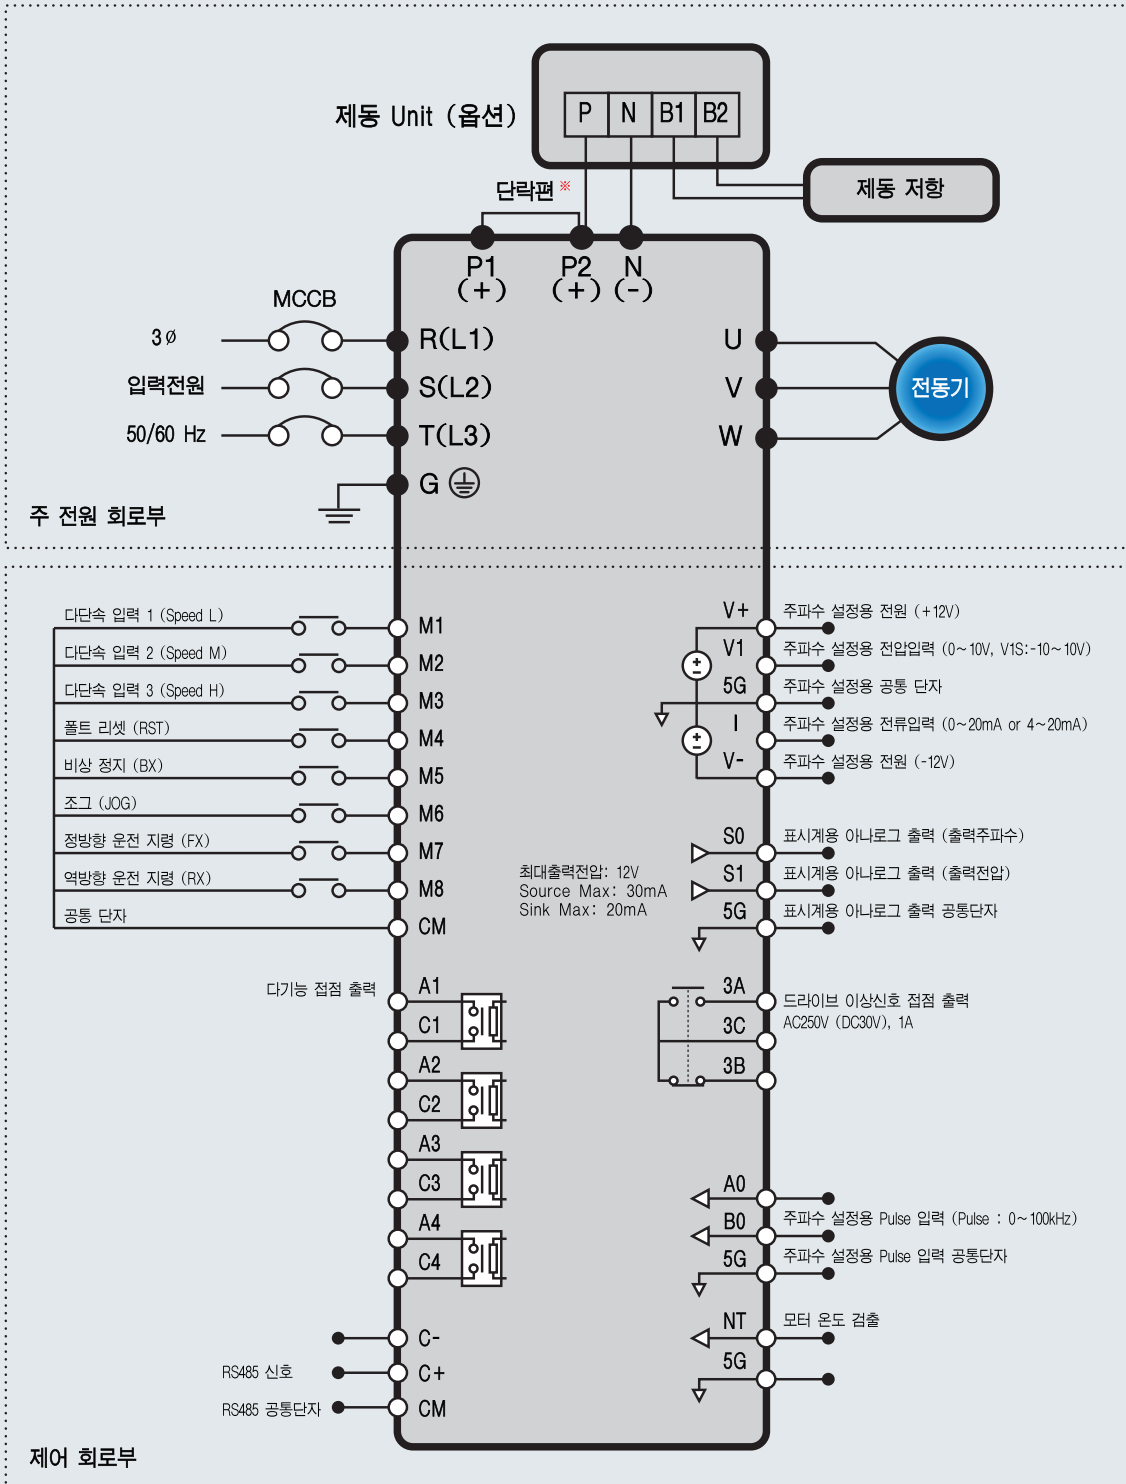 P N B1 B2
제동 Unit (옵션)
제동 저항
단락편 ※
P1 P2 N
(+) (+) (-)
MCCB
3 ø
R(L1)
U
입력전원
S(L2)
V
전동기
50/60 Hz
T(L3)
W
G
주 전원 회로부
다단속 입력 1 (Speed L)
M1
다단속 입력 2 (Speed M)
M2
다단속 입력 3 (Speed H)
M3
폴트 리셋 (RST)
M4
비상 정지 (BX)
M5
조그 (JOG)
M6
정방향 운전 지령 (FX)
M7
역방향 운전 지령 (RX)
M8
공통 단자
CM
V+
주파수 설정용 전원 (+12V)
V1
주파수 설정용 전압입력 (0~10V, V1S:-10~10V)
5G
주파수 설정용 공통 단자
I
주파수 설정용 전류입력 (0~20mA or 4~20mA)
V-
주파수 설정용 전원 (-12V)
S0
표시계용 아나로그 출력 (출력주파수)
S1
표시계용 아나로그 출력 (출력전압)
5G
표시계용 아나로그 출력 공통단자
최대출력전압: 12V
Source Max: 30mA
Sink Max: 20mA
다기능 접점 출력
A1
C1
A2
C2
A3
C3
A4
C4
3A
드라이브 이상신호 접점 출력
3C
AC250V (DC30V), 1A
3B
A0
B0
주파수 설정용 Pulse 입력 (Pulse : 0~100kHz)
5G
주파수 설정용 Pulse 입력 공통단자
NT
모터 온도 검출
5G
C-
RS485 신호
C+
RS485 공통단자
CM
제어 회로부